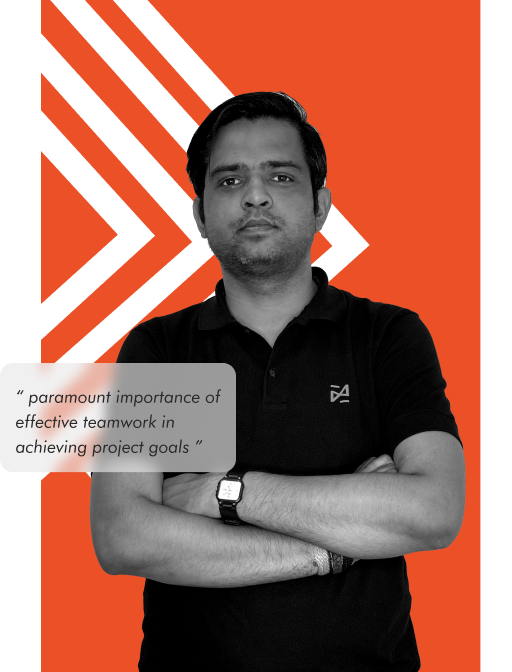 “ paramount importance of
effective teamwork in
achieving project goals ”